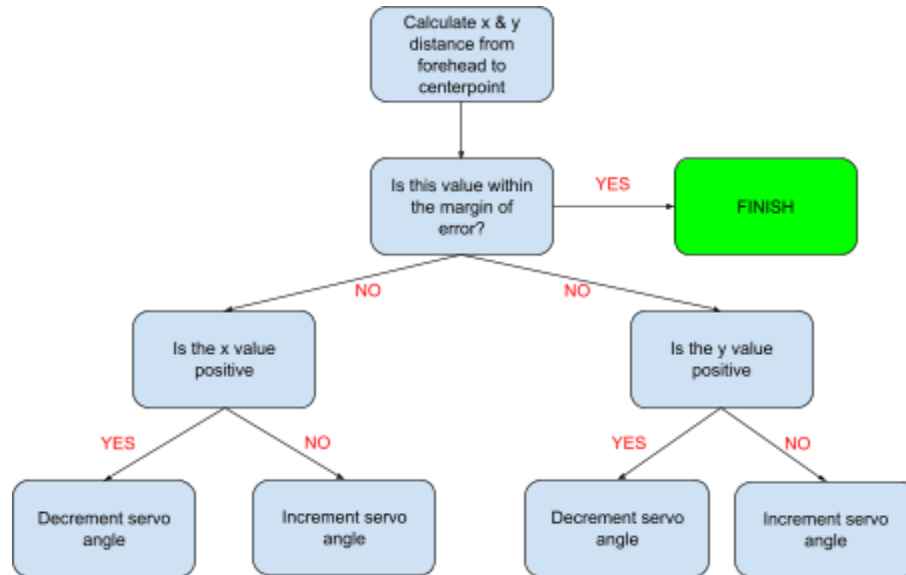 Calculate x & y
distance from
forehead to
centerpoint
Is this value within
the margin of
error?
YES
FINISH
NO
NO
Is the x value
positive
Is the y value
positive
YES
NO
YES
NO
Decrement servo
angle
Increment servo
angle
Decrement servo
angle
Increment servo
angle